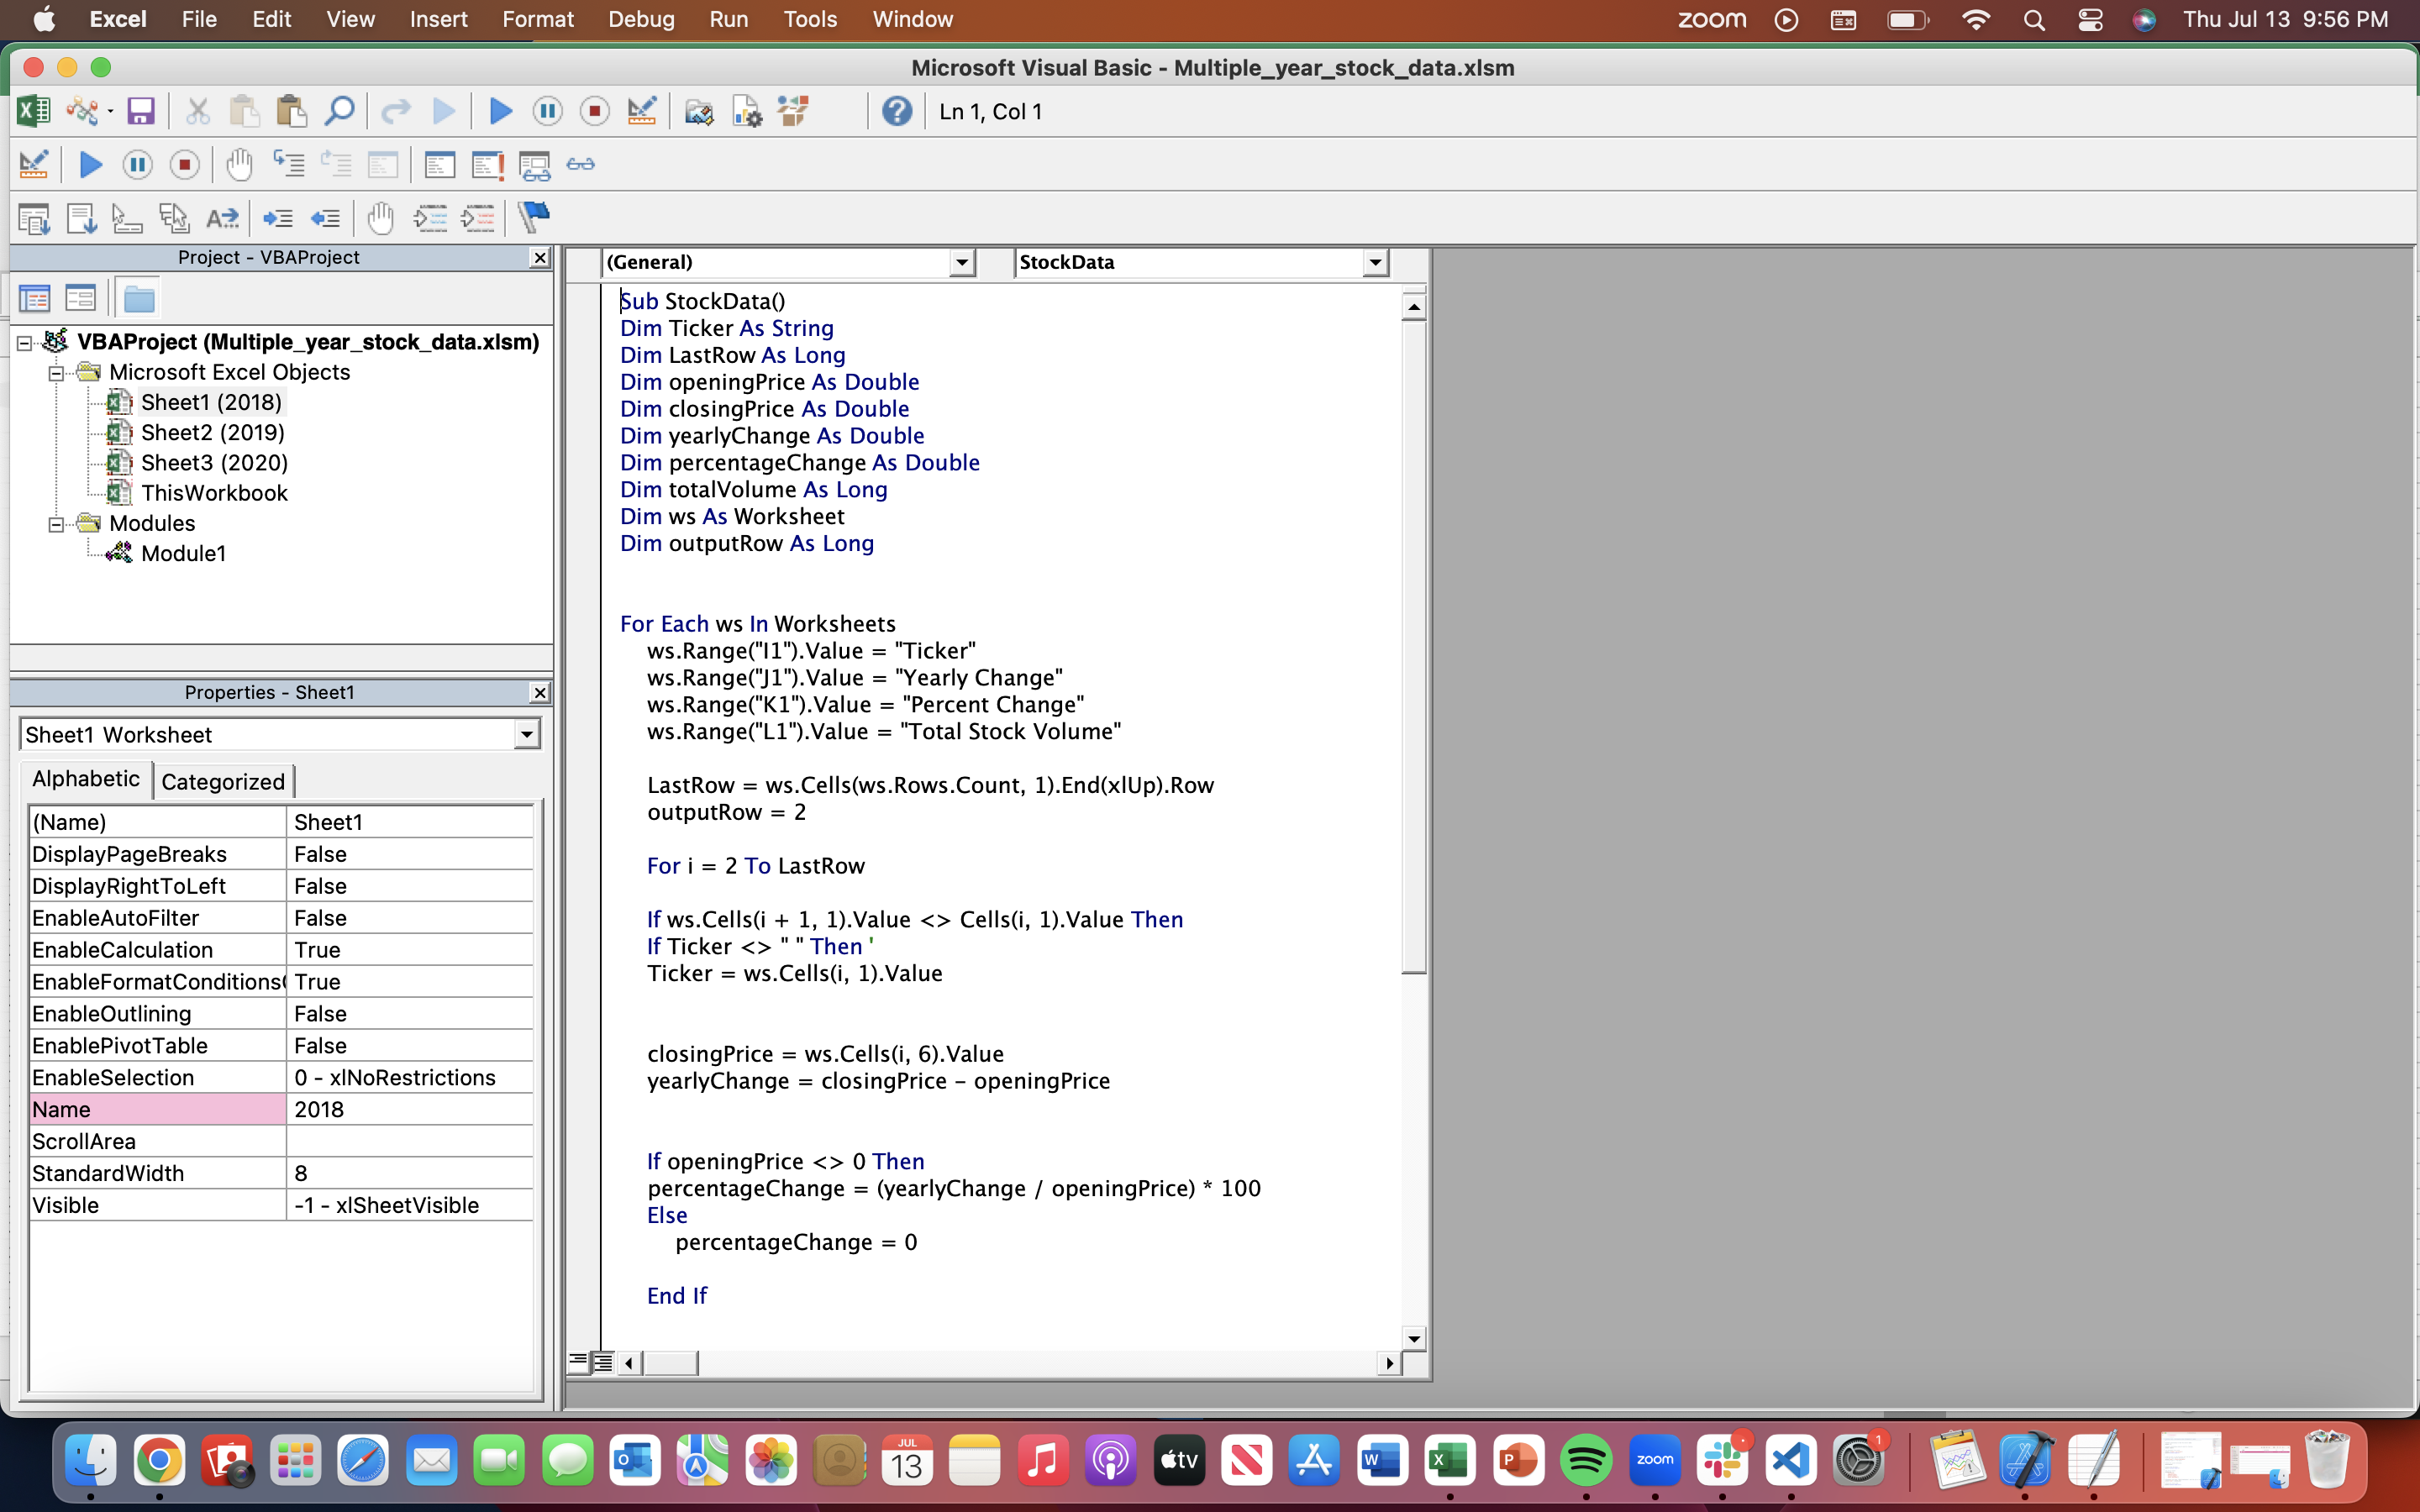 Excel File Edit View Insert Format Debug Run Tools Window zoom Thu Jul 13 9:56 PM
Microsoft Visual Basic - Multiple_year_stock_data.xlsm
Ln 1, Col 1
Project - VBAProject
VBAProject (Multiple_year_stock_data.xlsm)
Microsoft Excel Objects
Sheet1 (2018)
Sheet2 (2019)
Sheet3 (2020)
ThisWorkbook
Modules
Module1
Properties - Sheet1
Sheet1 Worksheet
Alphabetic Categorized
(Name) Sheet1
DisplayPageBreaks False
DisplayRightToLeft False
EnableAutoFilter False
EnableCalculation True
EnableFormatConditions True
EnableOutlining False
EnablePivotTable False
EnableSelection 0 - xlNoRestrictions
Name 2018
ScrollArea
StandardWidth 8
Visible -1 - xlSheetVisible
(General) StockData
Sub StockData()
Dim Ticker As String
Dim LastRow As Long
Dim openingPrice As Double
Dim closingPrice As Double
Dim yearlyChange As Double
Dim percentageChange As Double
Dim totalVolume As Long
Dim ws As Worksheet
Dim outputRow As Long
For Each ws In Worksheets
ws.Range("I1").Value = "Ticker"
ws.Range("J1").Value = "Yearly Change"
ws.Range("K1").Value = "Percent Change"
ws.Range("L1").Value = "Total Stock Volume"
LastRow = ws.Cells(ws.Rows.Count, 1).End(xlUp).Row
outputRow = 2
For i = 2 To LastRow
If ws.Cells(i + 1, 1).Value <> Cells(i, 1).Value Then
If Ticker <> " " Then '
Ticker = ws.Cells(i, 1).Value
closingPrice = ws.Cells(i, 6).Value
yearlyChange = closingPrice - openingPrice
If openingPrice <> 0 Then
percentageChange = (yearlyChange / openingPrice) * 100
Else
percentageChange = 0
End If
JUL
13
tv
zoom
1